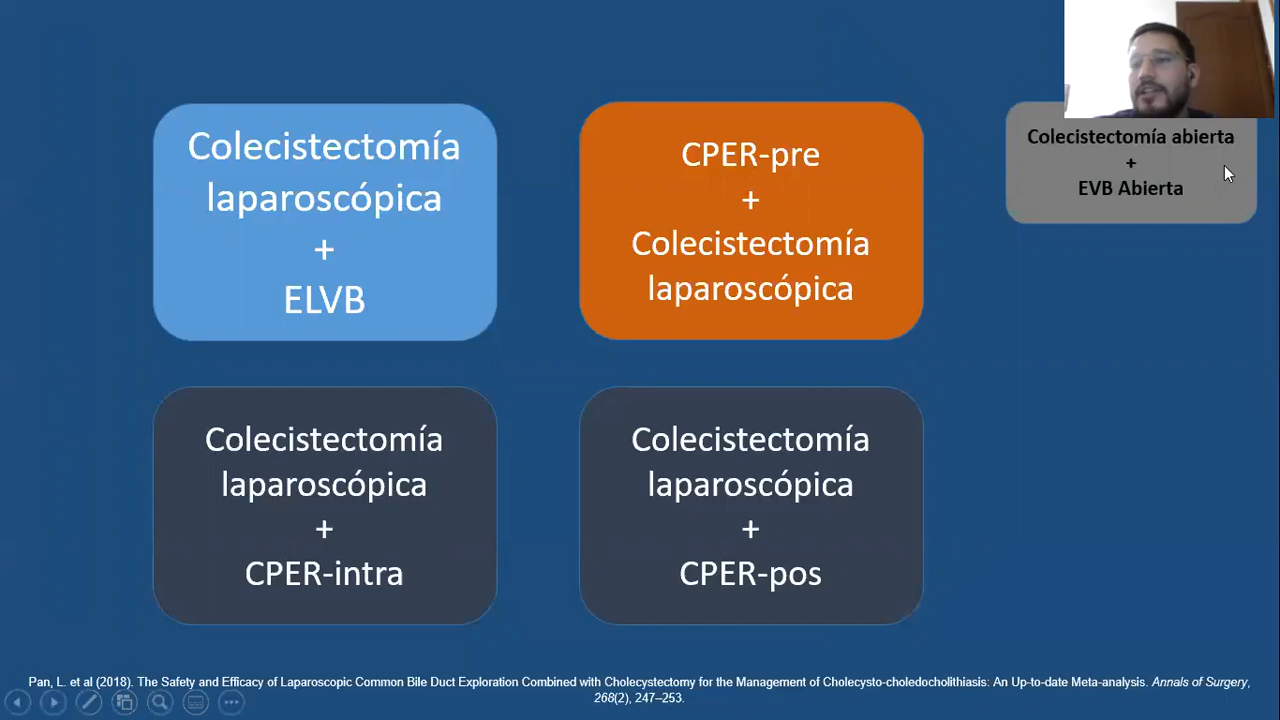 Colecistectomía
laparoscópica
+
ELVB
CPER-pre
+
Colecistectomía
laparoscópica
Colecistectomía abierta
+
EVB Abierta
Colecistectomía
laparoscópica
+
CPER-intra
Colecistectomía
laparoscópica
+
CPER-pos
Pan, L. et al (2018). The Safety and Efficacy of Laparoscopic Common Bile Duct Exploration Combined with Cholecystectomy for the Management of Cholecysto-choledocholithiasis: An Up-to-date Meta-analysis. Annals of Surgery,
268(2), 247–253.